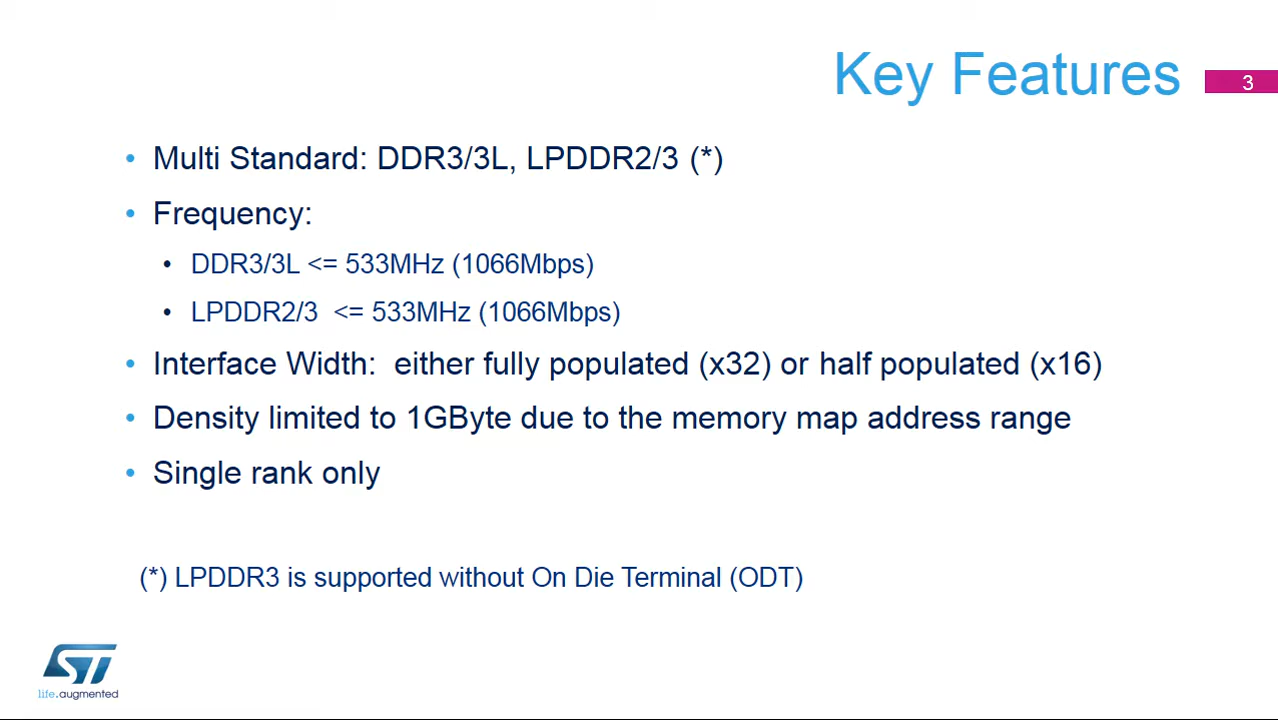 Key Features
3
• Multi Standard: DDR3/3L, LPDDR2/3 (*)
• Frequency:
• DDR3/3L <= 533MHz (1066Mbps)
• LPDDR2/3 <= 533MHz (1066Mbps)
• Interface Width: either fully populated (x32) or half populated (x16)
• Density limited to 1GByte due to the memory map address range
• Single rank only
(*) LPDDR3 is supported without On Die Terminal (ODT)
ST
life.augmented